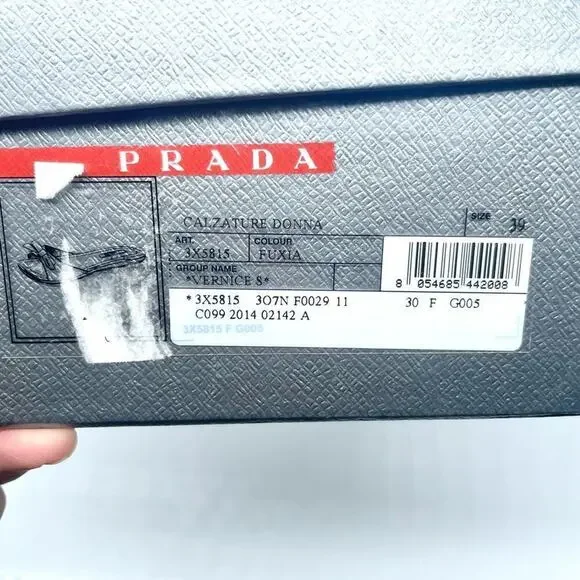 PRADA
CALZATURE DONNA SIZE 39
ART. COLOUR
3X5815 FUXIA
GROUP NAME
*VERNICE 8*
8 054685 442008
*3X5815 3O7N F0029 11 30 F G005
C099 2014 02142 A
3X5815 F G005